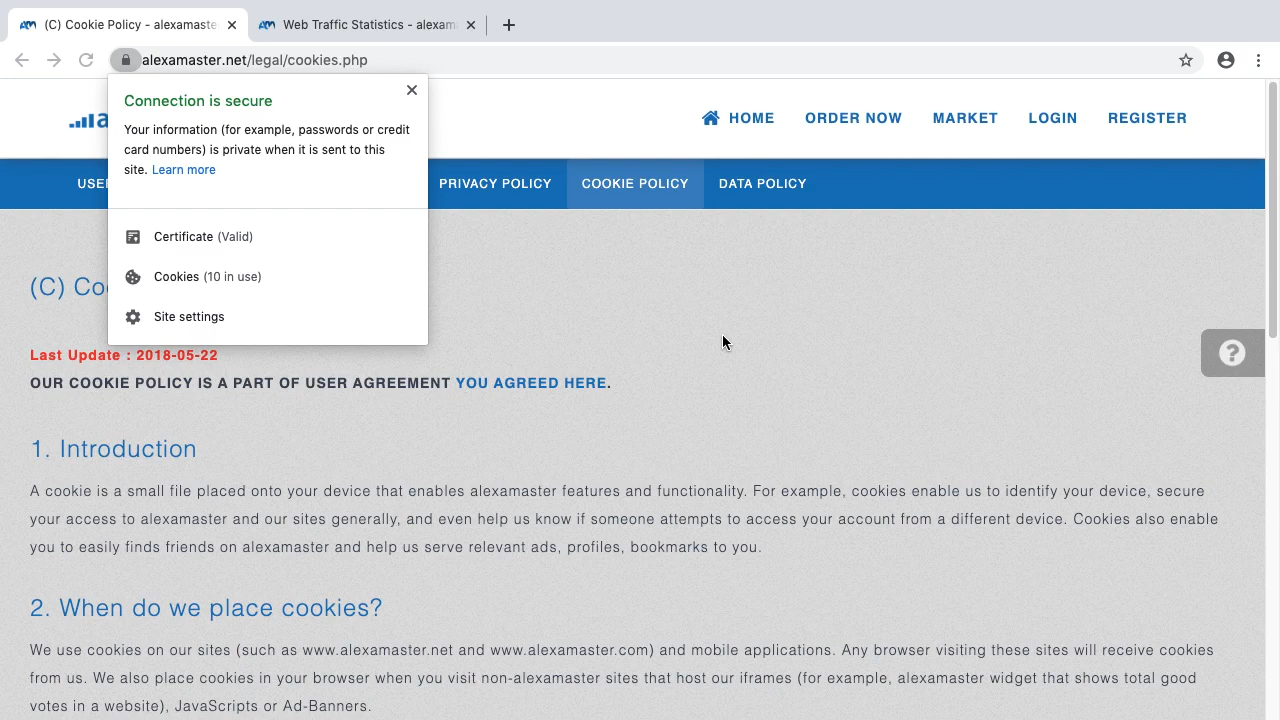 (C) Cookie Policy - alexamaste
Web Traffic Statistics - alexam
alexamaster.net/legal/cookies.php
Connection is secure
Your information (for example, passwords or credit
card numbers) is private when it is sent to this
site. Learn more
Certificate (Valid)
Cookies (10 in use)
Site settings
a
HOME
ORDER NOW
MARKET
LOGIN
REGISTER
USE
PRIVACY POLICY
COOKIE POLICY
DATA POLICY
(C) Coo
Last Update : 2018-05-22
OUR COOKIE POLICY IS A PART OF USER AGREEMENT YOU AGREED HERE.
1. Introduction
A cookie is a small file placed onto your device that enables alexamaster features and functionality. For example, cookies enable us to identify your device, secure
your access to alexamaster and our sites generally, and even help us know if someone attempts to access your account from a different device. Cookies also enable
you to easily finds friends on alexamaster and help us serve relevant ads, profiles, bookmarks to you.
2. When do we place cookies?
We use cookies on our sites (such as www.alexamaster.net and www.alexamaster.com) and mobile applications. Any browser visiting these sites will receive cookies
from us. We also place cookies in your browser when you visit non-alexamaster sites that host our iframes (for example, alexamaster widget that shows total good
votes in a website), JavaScripts or Ad-Banners.